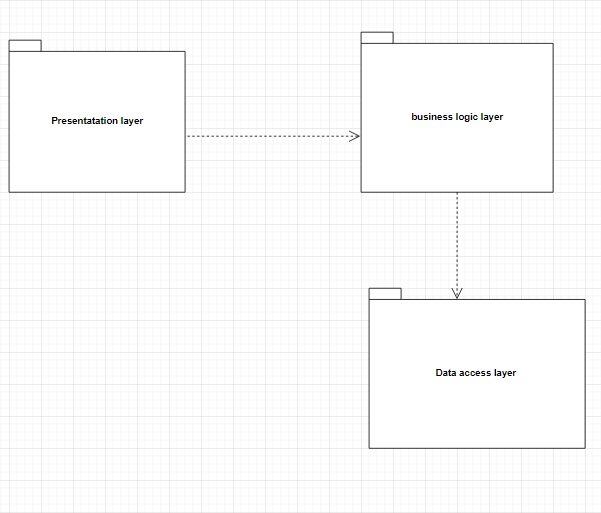 Presentatation layer
business logic layer
Data access layer